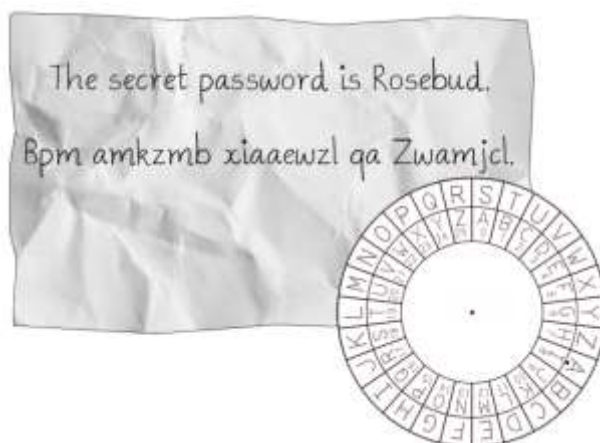 The secret password is Rosebud.
Bpm amkzmb xiaaewzl qa Zwamjcl.
A B C D E F G H I J K L M N O P Q R S T U V W X Y Z
A B C D E F G H I J K L M N O P Q R S T U V W X Y Z